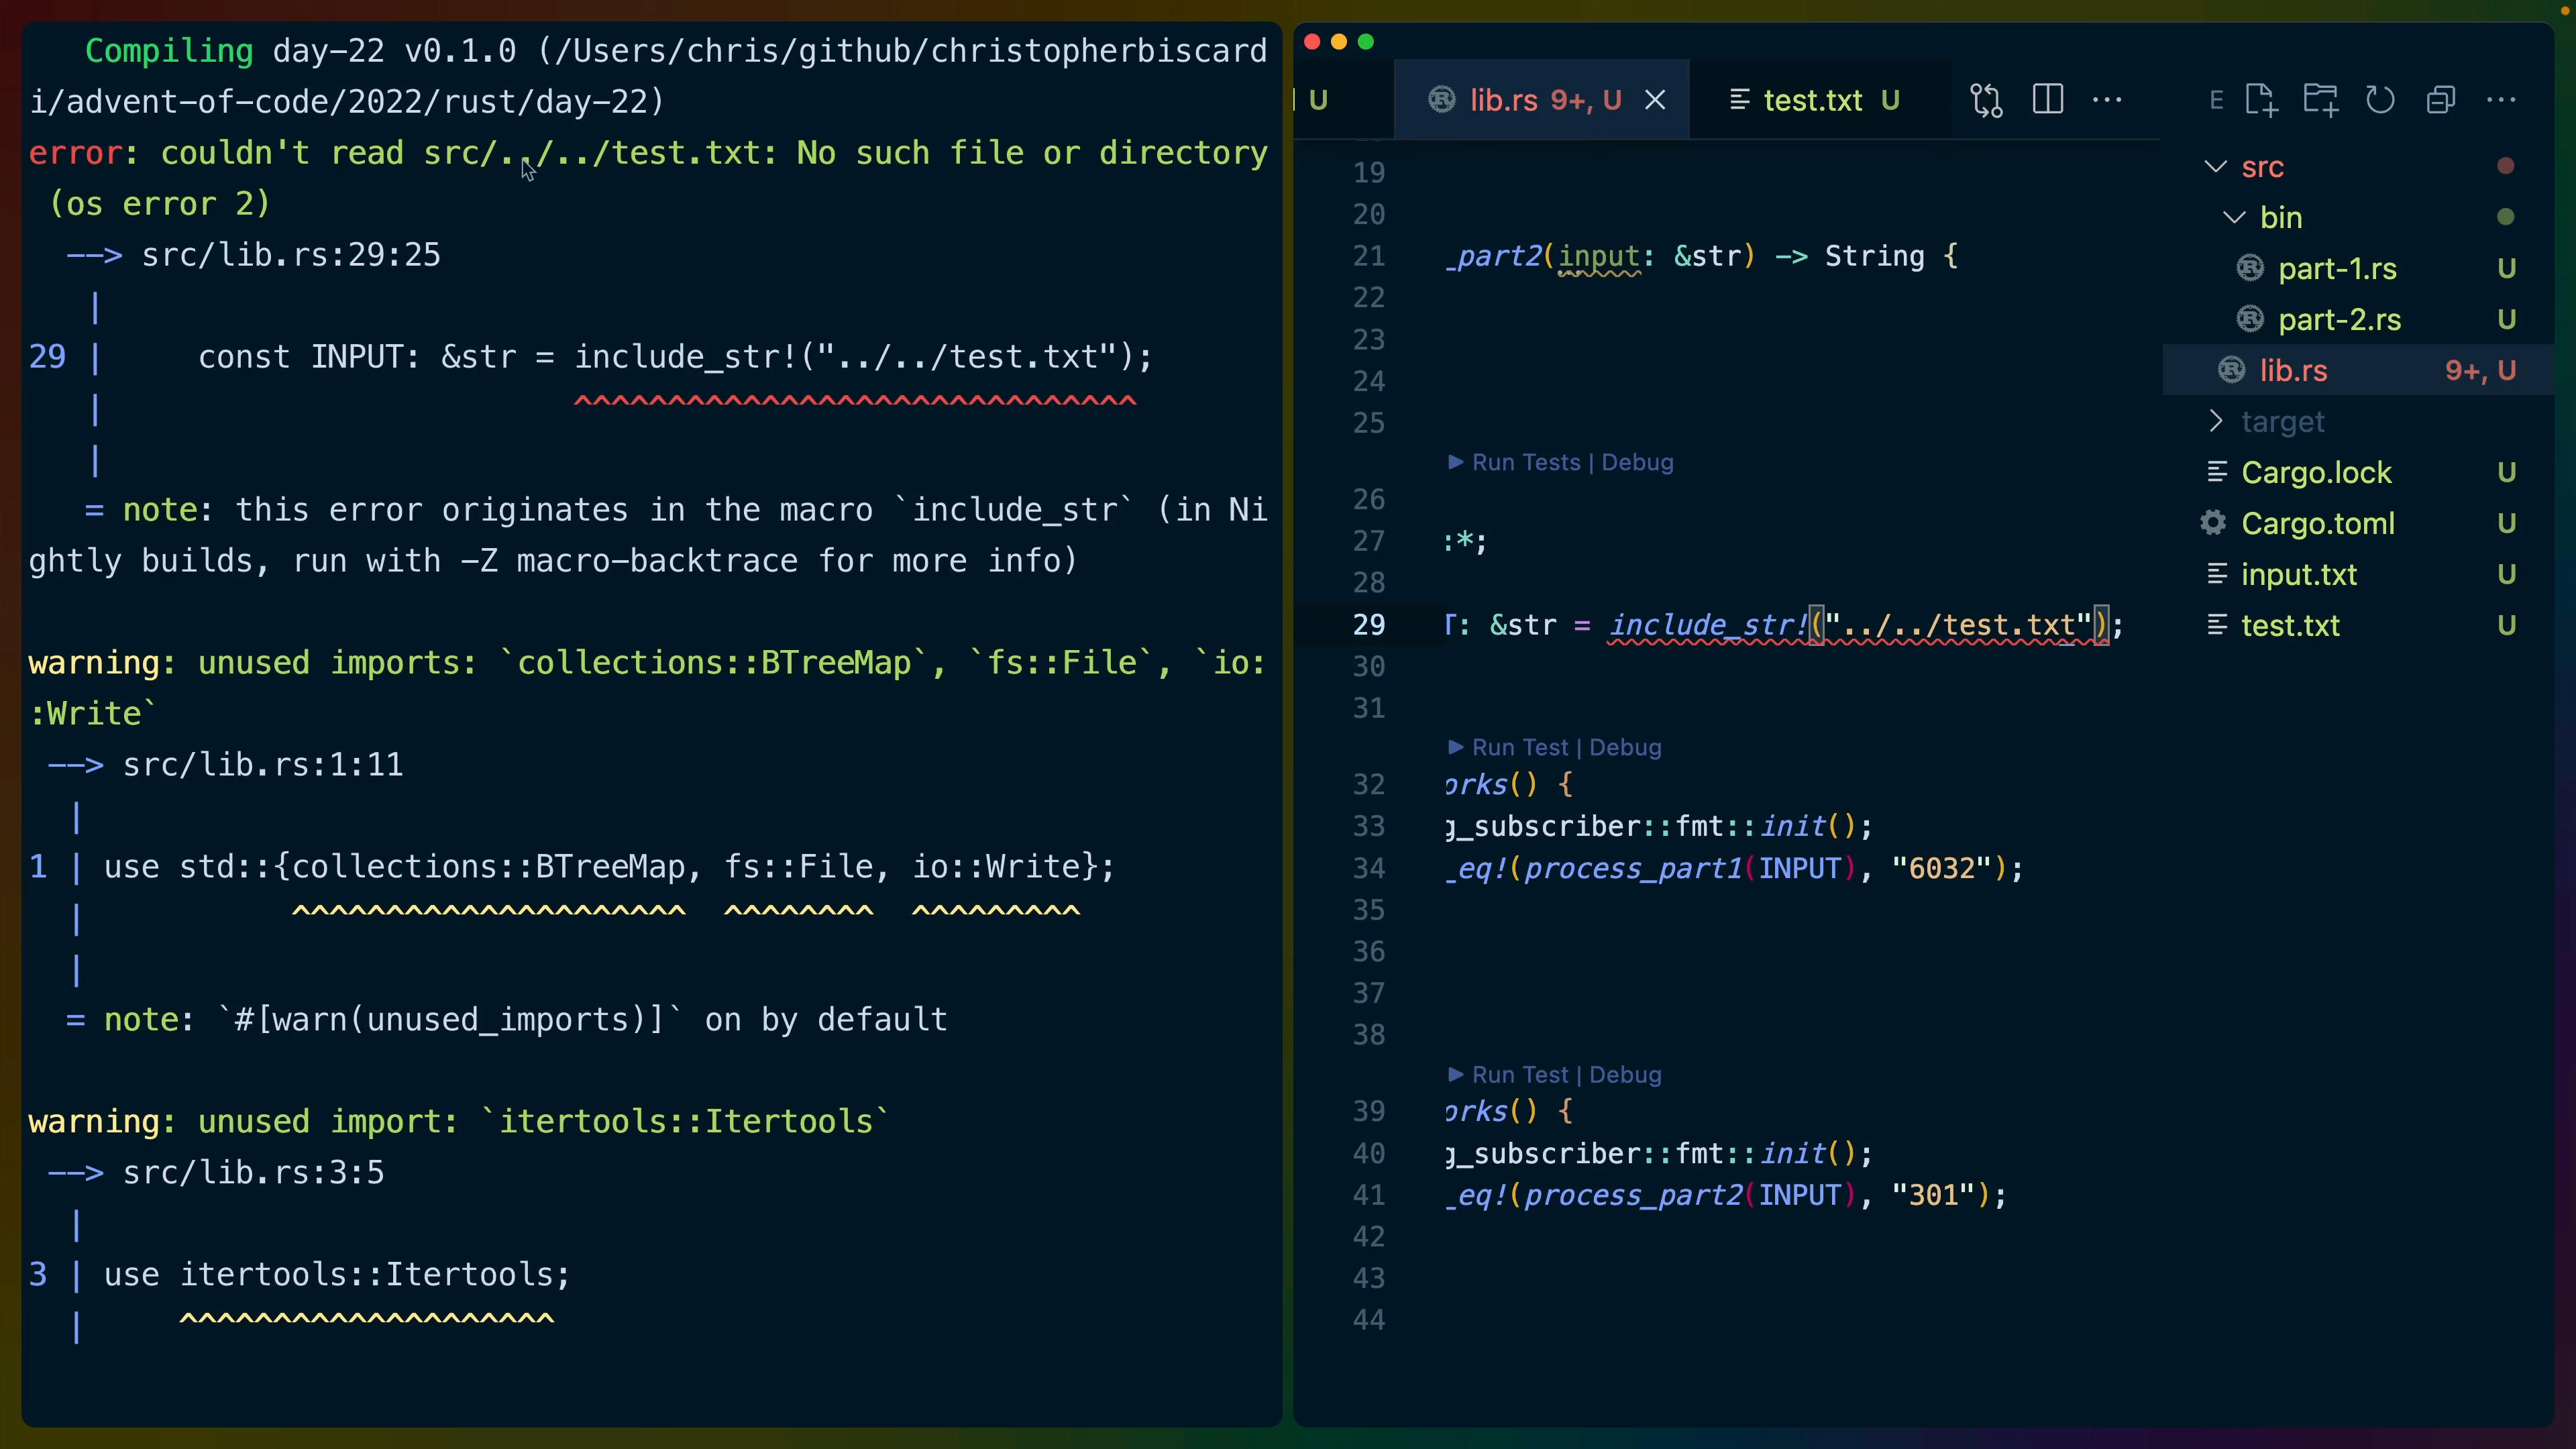 Compiling day-22 v0.1.0 (/Users/chris/github/christopherbiscard
i/advent-of-code/2022/rust/day-22)
error: couldn't read src/../../test.txt: No such file or directory
(os error 2)
--> src/lib.rs:29:25
|
29 | const INPUT: &str = include_str!("../../test.txt");
| ^^^^^^^^^^^^^^^^^^^^^^^^^^^^^^
|
= note: this error originates in the macro `include_str` (in Ni
ghtly builds, run with -Z macro-backtrace for more info)
warning: unused imports: `collections::BTreeMap`, `fs::File`, `io:
:Write`
--> src/lib.rs:1:11
|
1 | use std::{collections::BTreeMap, fs::File, io::Write};
| ^^^^^^^^^^^^^^^^^^^^^ ^^^^^^^^ ^^^^^^^^^
|
= note: `#[warn(unused_imports)]` on by default
warning: unused import: `itertools::Itertools`
--> src/lib.rs:3:5
|
3 | use itertools::Itertools;
| ^^^^^^^^^^^^^^^^^^^^
U
lib.rs 9+, U
test.txt U
E
19
20
21 _part2(input: &str) -> String {
22
23
24
25
Run Tests | Debug
26
27 :*;
28
29 T: &str = include_str!("../../test.txt");
30
31
Run Test | Debug
32 orks() {
33 g_subscriber::fmt::init();
34 _eq!(process_part1(INPUT), "6032");
35
36
37
38
Run Test | Debug
39 orks() {
40 g_subscriber::fmt::init();
41 _eq!(process_part2(INPUT), "301");
42
43
44
src
bin
part-1.rs U
part-2.rs U
lib.rs 9+, U
target
Cargo.lock U
Cargo.toml U
input.txt U
test.txt U